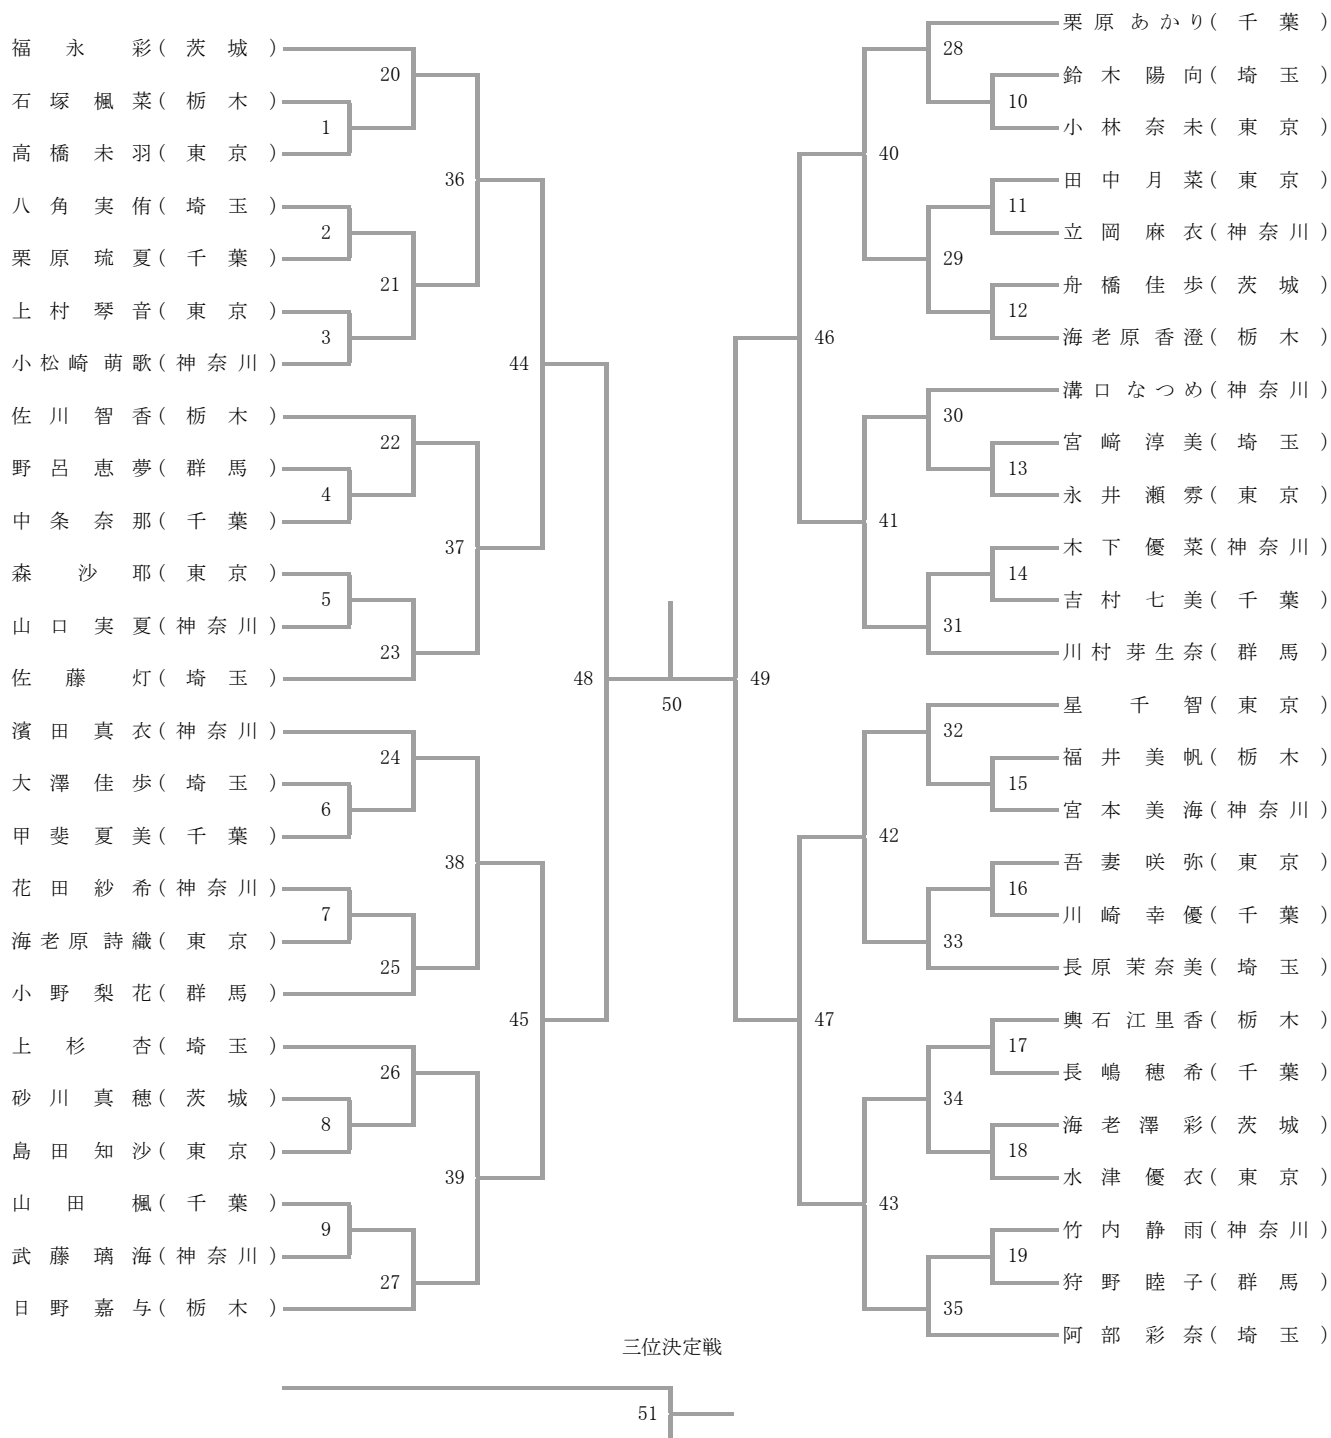 福永彩(茨城)
20
石塚楓菜(栃木)
1
高橋未羽(東京)
36
八角実侑(埼玉)
2
栗原琉夏(千葉)
21
上村琴音(東京)
3
小松崎萌歌(神奈川)
44
佐川智香(栃木)
22
野呂恵夢(群馬)
4
中条奈那(千葉)
37
森沙耶(東京)
5
山口実夏(神奈川)
23
佐藤灯(埼玉)
48
濱田真衣(神奈川)
24
大澤佳歩(埼玉)
6
甲斐夏美(千葉)
38
花田紗希(神奈川)
7
海老原詩織(東京)
25
小野梨花(群馬)
45
上杉杏(埼玉)
26
砂川真穂(茨城)
8
島田知沙(東京)
39
山田楓(千葉)
9
武藤璃海(神奈川)
27
日野嘉与(栃木)
50
栗原あかり(千葉)
28
鈴木陽向(埼玉)
10
小林奈未(東京)
40
田中月菜(東京)
11
立岡麻衣(神奈川)
29
舟橋佳歩(茨城)
12
海老原香澄(栃木)
46
溝口なつめ(神奈川)
30
宮﨑淳美(埼玉)
13
永井瀬雰(東京)
41
木下優菜(神奈川)
14
吉村七美(千葉)
31
川村芽生奈(群馬)
49
星千智(東京)
32
福井美帆(栃木)
15
宮本美海(神奈川)
42
吾妻咲弥(東京)
16
川崎幸優(千葉)
33
長原茉奈美(埼玉)
47
輿石江里香(栃木)
17
長嶋穂希(千葉)
34
海老澤彩(茨城)
18
水津優衣(東京)
43
竹内静雨(神奈川)
19
狩野睦子(群馬)
35
阿部彩奈(埼玉)
三位決定戦
51